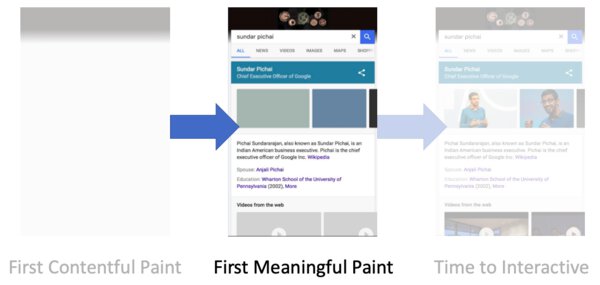 sundar pichai
ALL NEWS VIDEOS IMAGES MAPS
Sundar Pichai
Chief Executive Officer of Google
Pichai Sundararajan, also known as Sundar Pichai, is an
Indian American business executive. Pichai is the chief
executive officer of Google Inc. Wikipedia
Spouse: Anjali Pichai
Education: Wharton School of the University of
Pennsylvania (2002), More
Videos from the web
sundar pichai
ALL NEWS VIDEOS IMAGES MAPS
Sundar Pichai
Chief Executive Officer of Google
Pichai Sundararajan, also known as Sundar Pichai, is an
Indian American business executive. Pichai is the chief
executive officer of Google Inc. Wikipedia
Spouse: Anjali Pichai
Education: Wharton School of the University of
Pennsylvania (2002), More
Videos from the web
First Contentful Paint
First Meaningful Paint
Time to Interactive